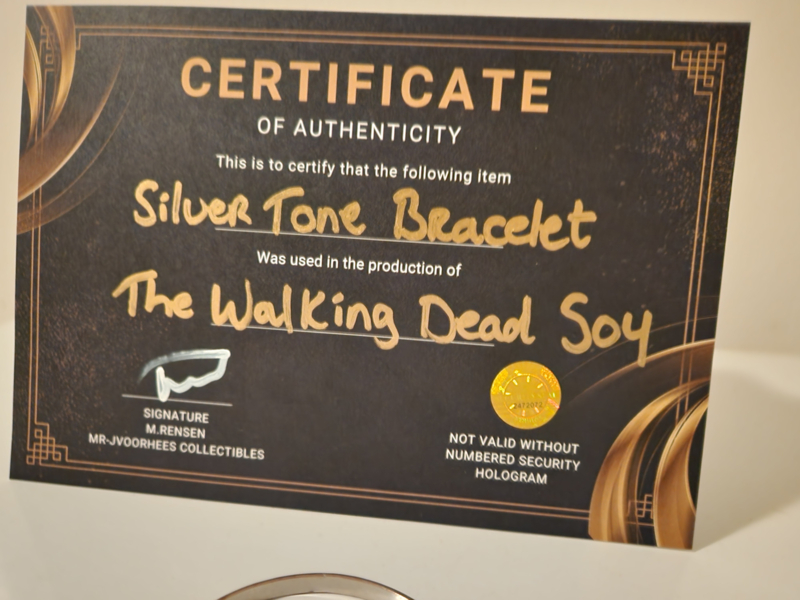 CERTIFICATE
OF AUTHENTICITY
This is to certify that the following item
Silver Tone Bracelet
Was used in the production of
The Walking Dead Soy
SIGNATURE
M.RENSEN
MR-JVOORHEES COLLECTIBLES
NOT VALID WITHOUT
NUMBERED SECURITY
HOLOGRAM